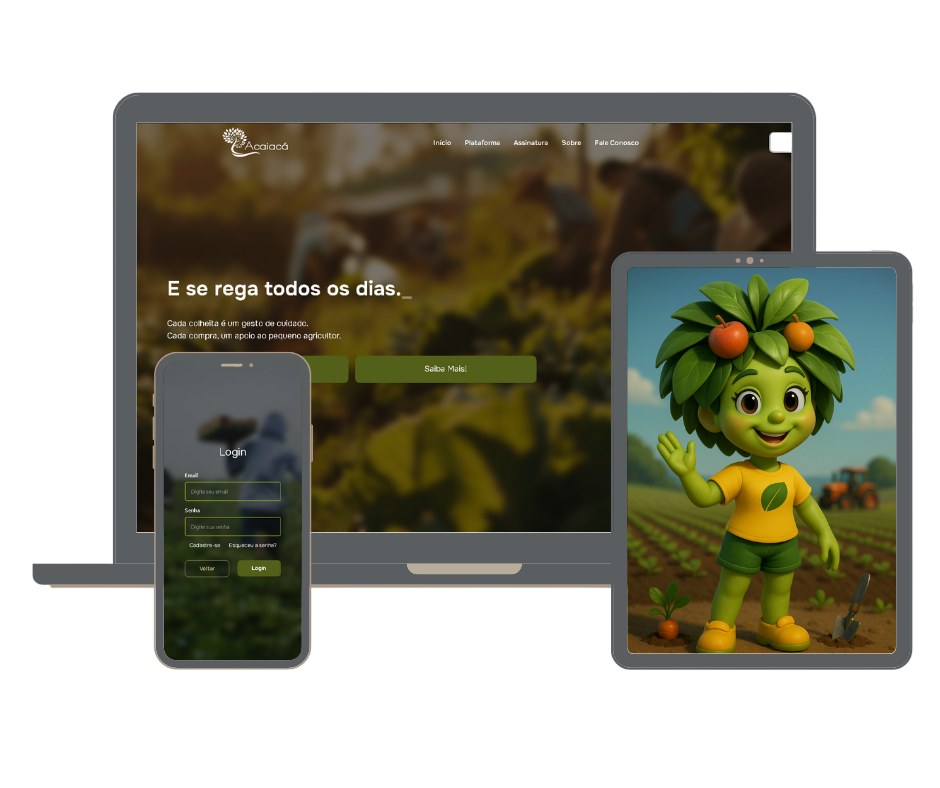 Acaiacá
Início Plataforma Assinatura Sobre Fale Conosco
E se rega todos os dias._
Cada colheita é um gesto de cuidado.
Cada compra, um apoio ao pequeno agricultor.
Saiba Mais!
Login
Email
Digite seu email
Senha
Digite sua senha
Cadastre-se Esqueceu a senha?
Voltar Login